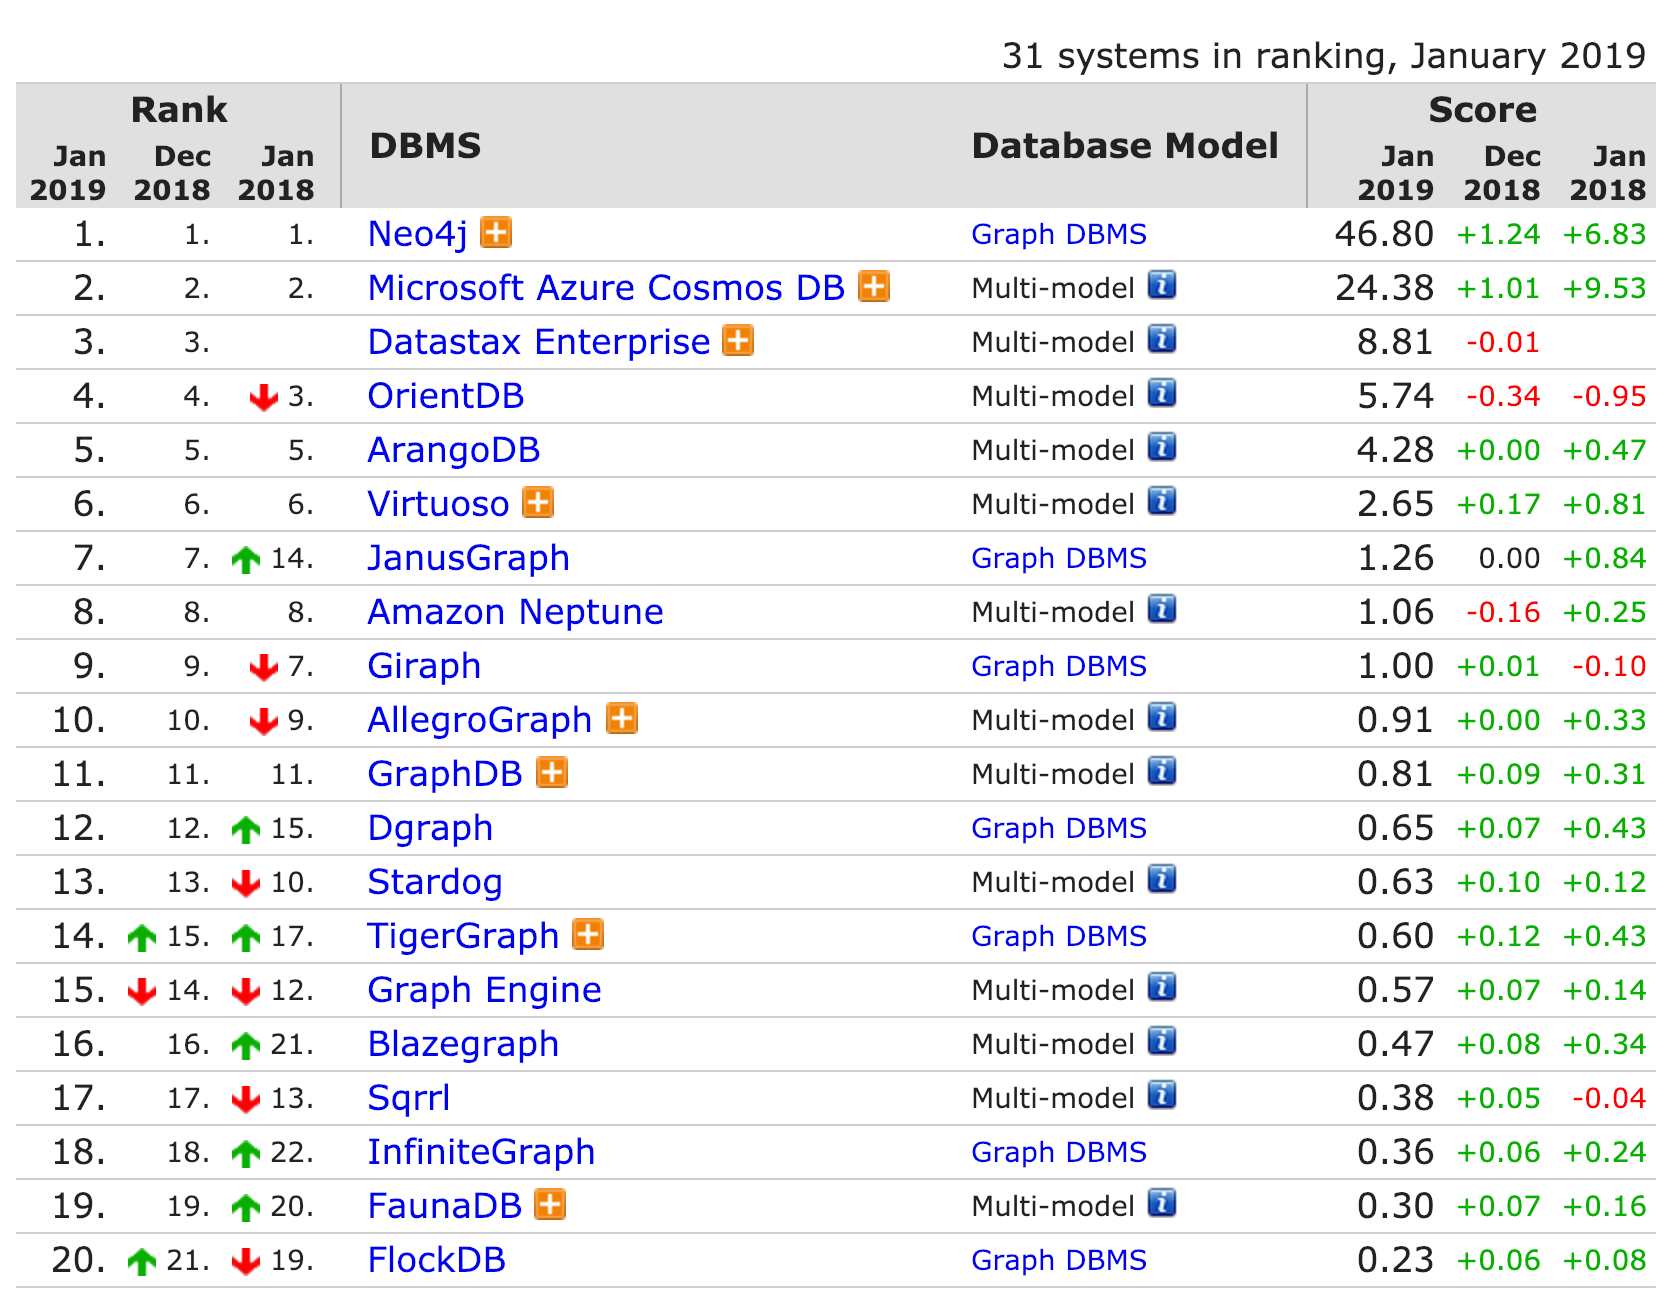 31 systems in ranking, January 2019
Rank DBMS Database Model Score
Jan 2019 Dec 2018 Jan 2018 Jan 2019 Dec 2018 Jan 2018
1. 1. 1. Neo4j Graph DBMS 46.80 +1.24 +6.83
2. 2. 2. Microsoft Azure Cosmos DB Multi-model 24.38 +1.01 +9.53
3. 3. Datastax Enterprise Multi-model 8.81 -0.01
4. 4. 3. OrientDB Multi-model 5.74 -0.34 -0.95
5. 5. 5. ArangoDB Multi-model 4.28 +0.00 +0.47
6. 6. 6. Virtuoso Multi-model 2.65 +0.17 +0.81
7. 7. 14. JanusGraph Graph DBMS 1.26 0.00 +0.84
8. 8. 8. Amazon Neptune Multi-model 1.06 -0.16 +0.25
9. 9. 7. Giraph Graph DBMS 1.00 +0.01 -0.10
10. 10. 9. AllegroGraph Multi-model 0.91 +0.00 +0.33
11. 11. 11. GraphDB Multi-model 0.81 +0.09 +0.31
12. 12. 15. Dgraph Graph DBMS 0.65 +0.07 +0.43
13. 13. 10. Stardog Multi-model 0.63 +0.10 +0.12
14. 15. 17. TigerGraph Graph DBMS 0.60 +0.12 +0.43
15. 14. 12. Graph Engine Multi-model 0.57 +0.07 +0.14
16. 16. 21. Blazegraph Multi-model 0.47 +0.08 +0.34
17. 17. 13. Sqrrl Multi-model 0.38 +0.05 -0.04
18. 18. 22. InfiniteGraph Graph DBMS 0.36 +0.06 +0.24
19. 19. 20. FaunaDB Multi-model 0.30 +0.07 +0.16
20. 21. 19. FlockDB Graph DBMS 0.23 +0.06 +0.08